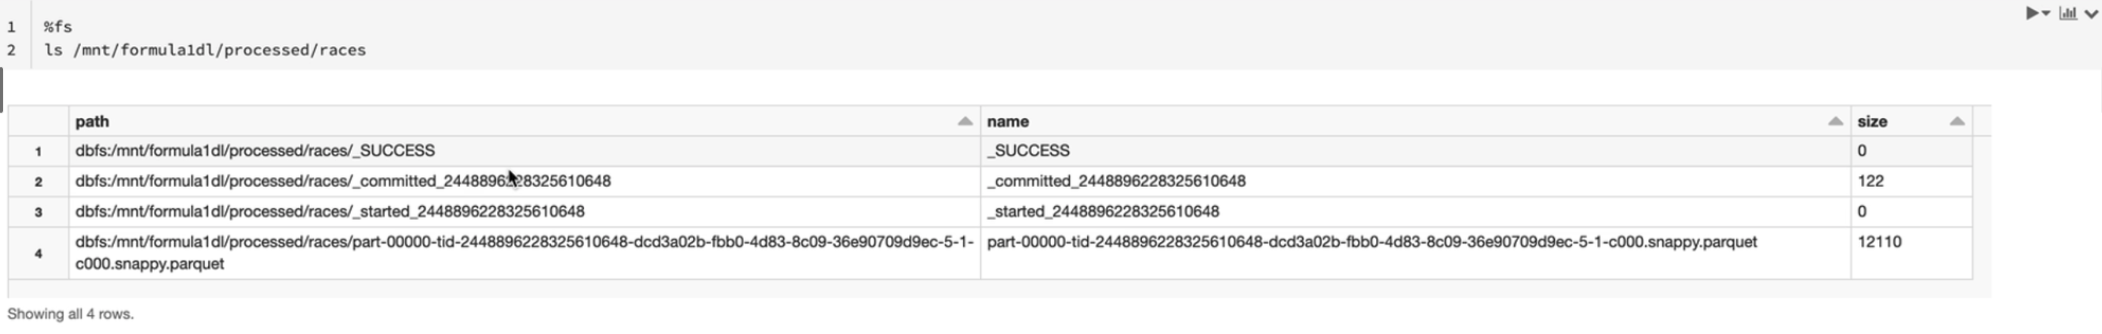 1 %fs
2 ls /mnt/formula1dl/processed/races
path name size
1 dbfs:/mnt/formula1dl/processed/races/_SUCCESS _SUCCESS 0
2 dbfs:/mnt/formula1dl/processed/races/_committed_2448896228325610648 _committed_2448896228325610648 122
3 dbfs:/mnt/formula1dl/processed/races/_started_2448896228325610648 _started_2448896228325610648 0
4 dbfs:/mnt/formula1dl/processed/races/part-00000-tid-2448896228325610648-dcd3a02b-fbb0-4d83-8c09-36e90709d9ec-5-1- part-00000-tid-2448896228325610648-dcd3a02b-fbb0-4d83-8c09-36e90709d9ec-5-1-c000.snappy.parquet 12110
c000.snappy.parquet
Showing all 4 rows.